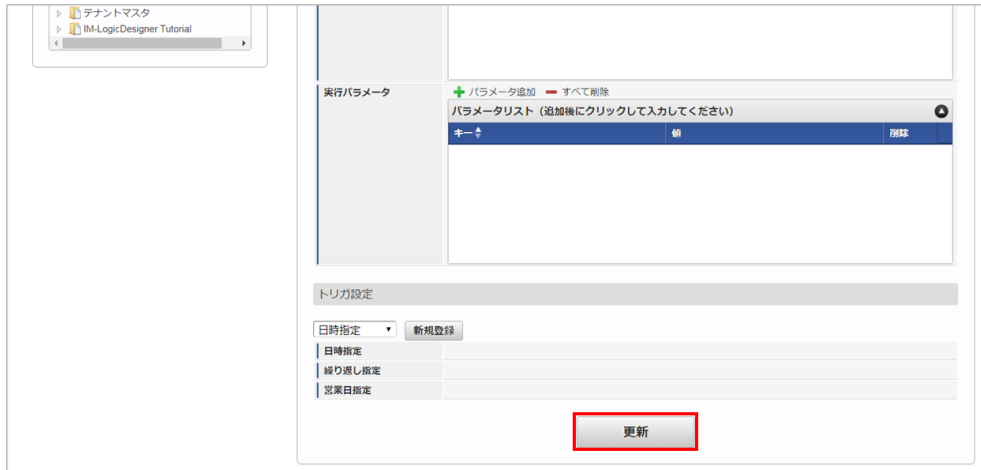 テナントマスタ
IM-LogicDesigner Tutorial
実行パラメータ
パラメータ追加 すべて削除
パラメータリスト（追加後にクリックして入力してください）
キー 値 削除
トリガ設定
日時指定 新規登録
日時指定
繰り返し指定
営業日指定
更新